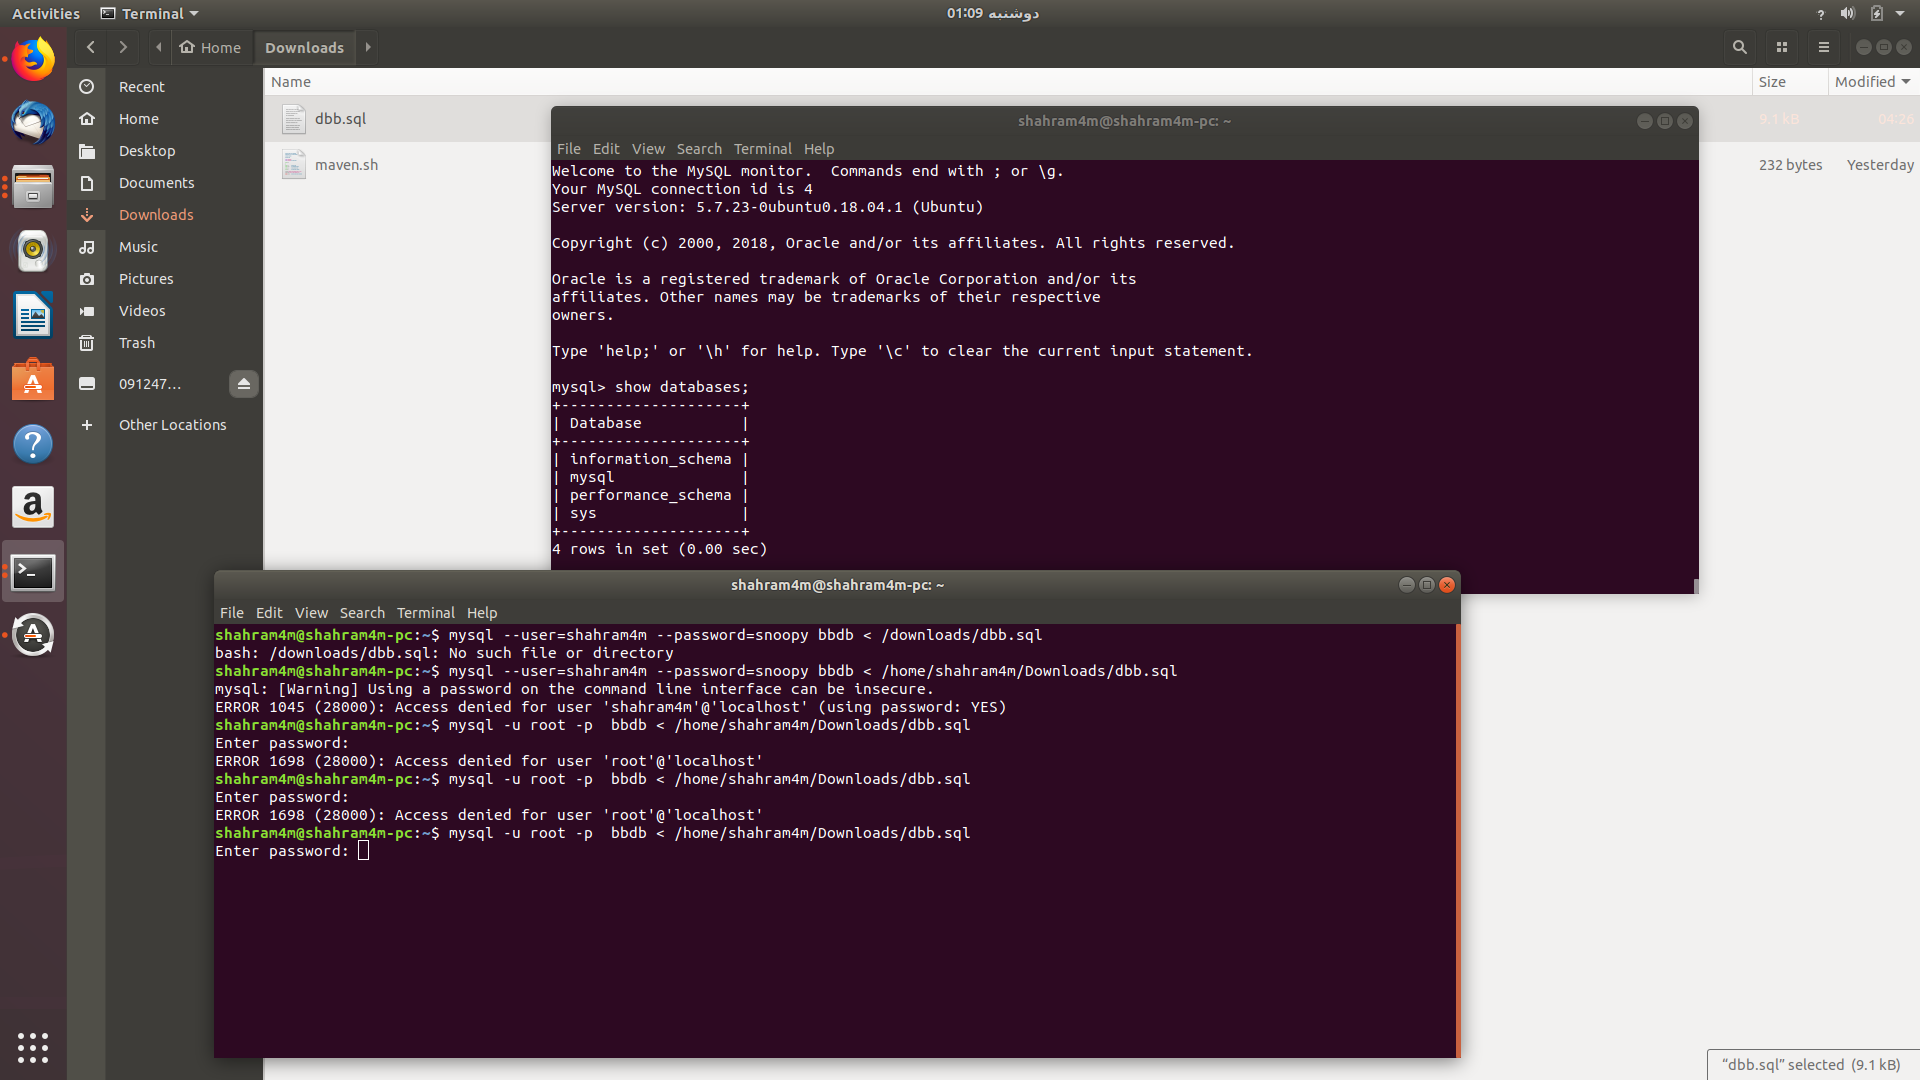 Activities
Terminal
دوشنبه 01:09
?
Home
Downloads
Name
Size
Modified
Recent
Home
Desktop
Documents
Downloads
Music
Pictures
Videos
Trash
091247...
Other Locations
dbb.sql
9.1 kB
04:26
maven.sh
232 bytes
Yesterday
shahram4m@shahram4m-pc: ~
File Edit View Search Terminal Help
Welcome to the MySQL monitor.  Commands end with ; or \g.
Your MySQL connection id is 4
Server version: 5.7.23-0ubuntu0.18.04.1 (Ubuntu)
Copyright (c) 2000, 2018, Oracle and/or its affiliates. All rights reserved.
Oracle is a registered trademark of Oracle Corporation and/or its
affiliates. Other names may be trademarks of their respective
owners.
Type 'help;' or '\h' for help. Type '\c' to clear the current input statement.
mysql> show databases;
+--------------------+
| Database           |
+--------------------+
| information_schema |
| mysql              |
| performance_schema |
| sys                |
+--------------------+
4 rows in set (0.00 sec)
shahram4m@shahram4m-pc: ~
File Edit View Search Terminal Help
shahram4m@shahram4m-pc:~$ mysql --user=shahram4m --password=snoopy bbdb < /downloads/dbb.sql
bash: /downloads/dbb.sql: No such file or directory
shahram4m@shahram4m-pc:~$ mysql --user=shahram4m --password=snoopy bbdb < /home/shahram4m/Downloads/dbb.sql
mysql: [Warning] Using a password on the command line interface can be insecure.
ERROR 1045 (28000): Access denied for user 'shahram4m'@'localhost' (using password: YES)
shahram4m@shahram4m-pc:~$ mysql -u root -p  bbdb < /home/shahram4m/Downloads/dbb.sql
Enter password:
ERROR 1698 (28000): Access denied for user 'root'@'localhost'
shahram4m@shahram4m-pc:~$ mysql -u root -p  bbdb < /home/shahram4m/Downloads/dbb.sql
Enter password:
ERROR 1698 (28000): Access denied for user 'root'@'localhost'
shahram4m@shahram4m-pc:~$ mysql -u root -p  bbdb < /home/shahram4m/Downloads/dbb.sql
Enter password:
“dbb.sql” selected (9.1 kB)